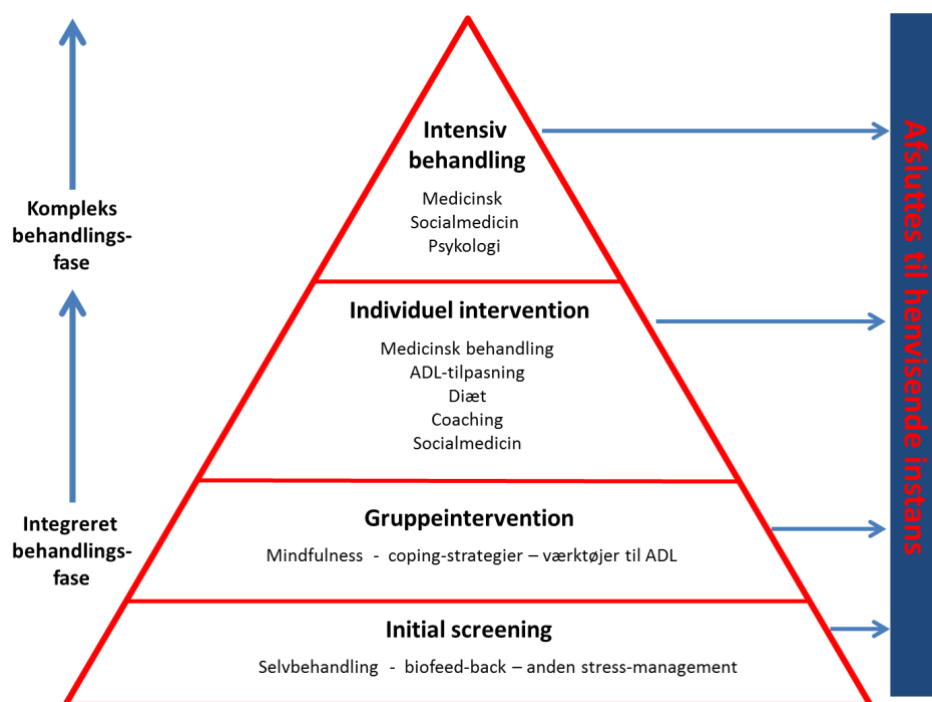 Intensiv
behandling
Medicinsk
Socialmedicin
Psykologi
Kompleks
behandlings-
fase
Individuel intervention
Medicinsk behandling
ADL-tilpasning
Diæt
Coaching
Socialmedicin
Integreret
behandlings-
fase
Gruppeintervention
Mindfulness - coping-strategier – værktøjer til ADL
Initial screening
Selvbehandling - biofeed-back – anden stress-management
Afsluttes til henvisende instans